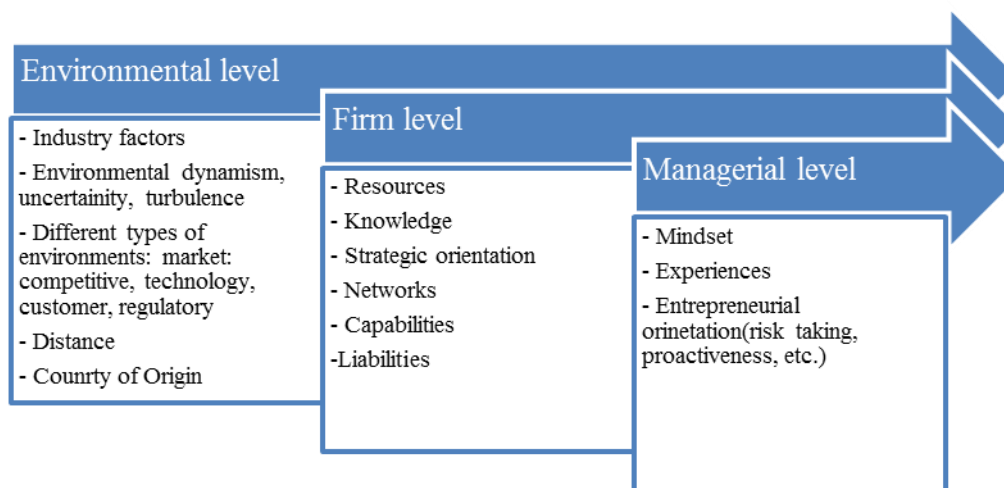 Environmental level
- Industry factors
- Environmental dynamism,
uncertainity, turbulence
- Different types of
environments: market:
competitive, technology,
customer, regulatory
- Distance
- Counrty of Origin
Firm level
- Resources
- Knowledge
- Strategic orientation
- Networks
- Capabilities
-Liabilities
Managerial level
- Mindset
- Experiences
- Entrepreneurial
orinetation(risk taking,
proactiveness, etc.)